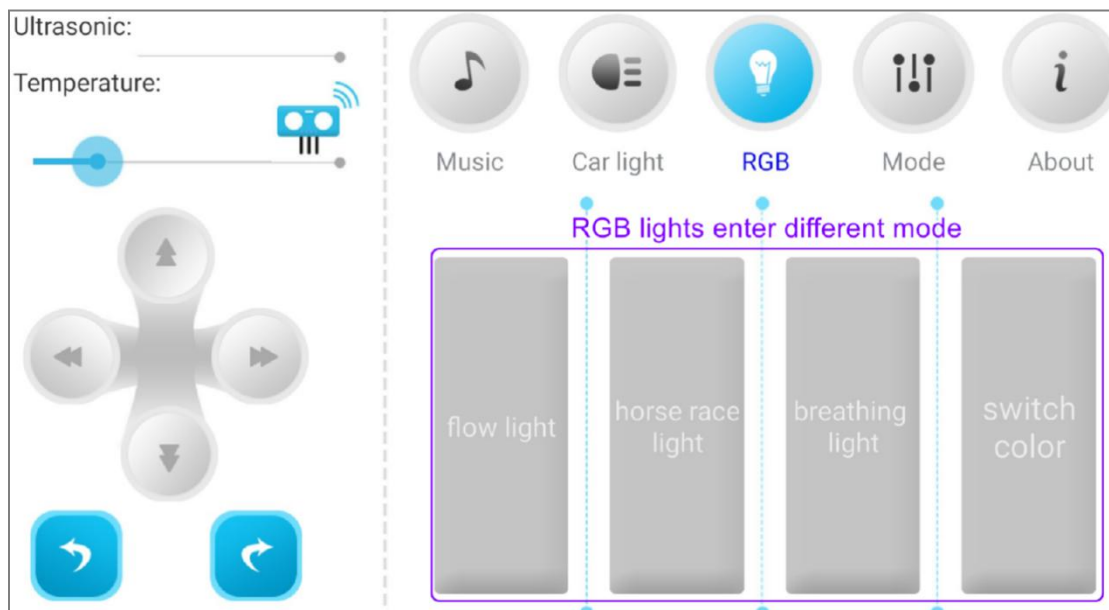 Ultrasonic:
Temperature:
Music
Car light
RGB
Mode
About
RGB lights enter different mode
flow light
horse race
light
breathing
light
switch
color